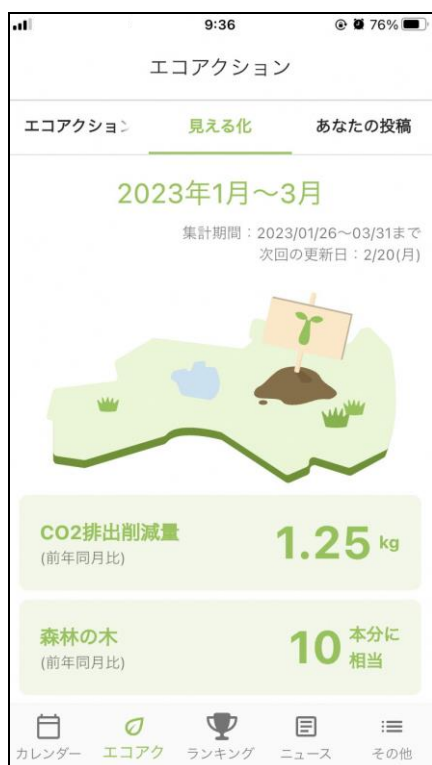 9:36
76%
エコアクション
エコアクション
見える化
あなたの投稿
2023年1月～3月
集計期間：2023/01/26～03/31まで
次回の更新日：2/20(月)
CO2排出削減量
(前年同月比)
1.25 kg
森林の木
(前年同月比)
10 本分に
相当
カレンダー
エコアク
ランキング
ニュース
その他